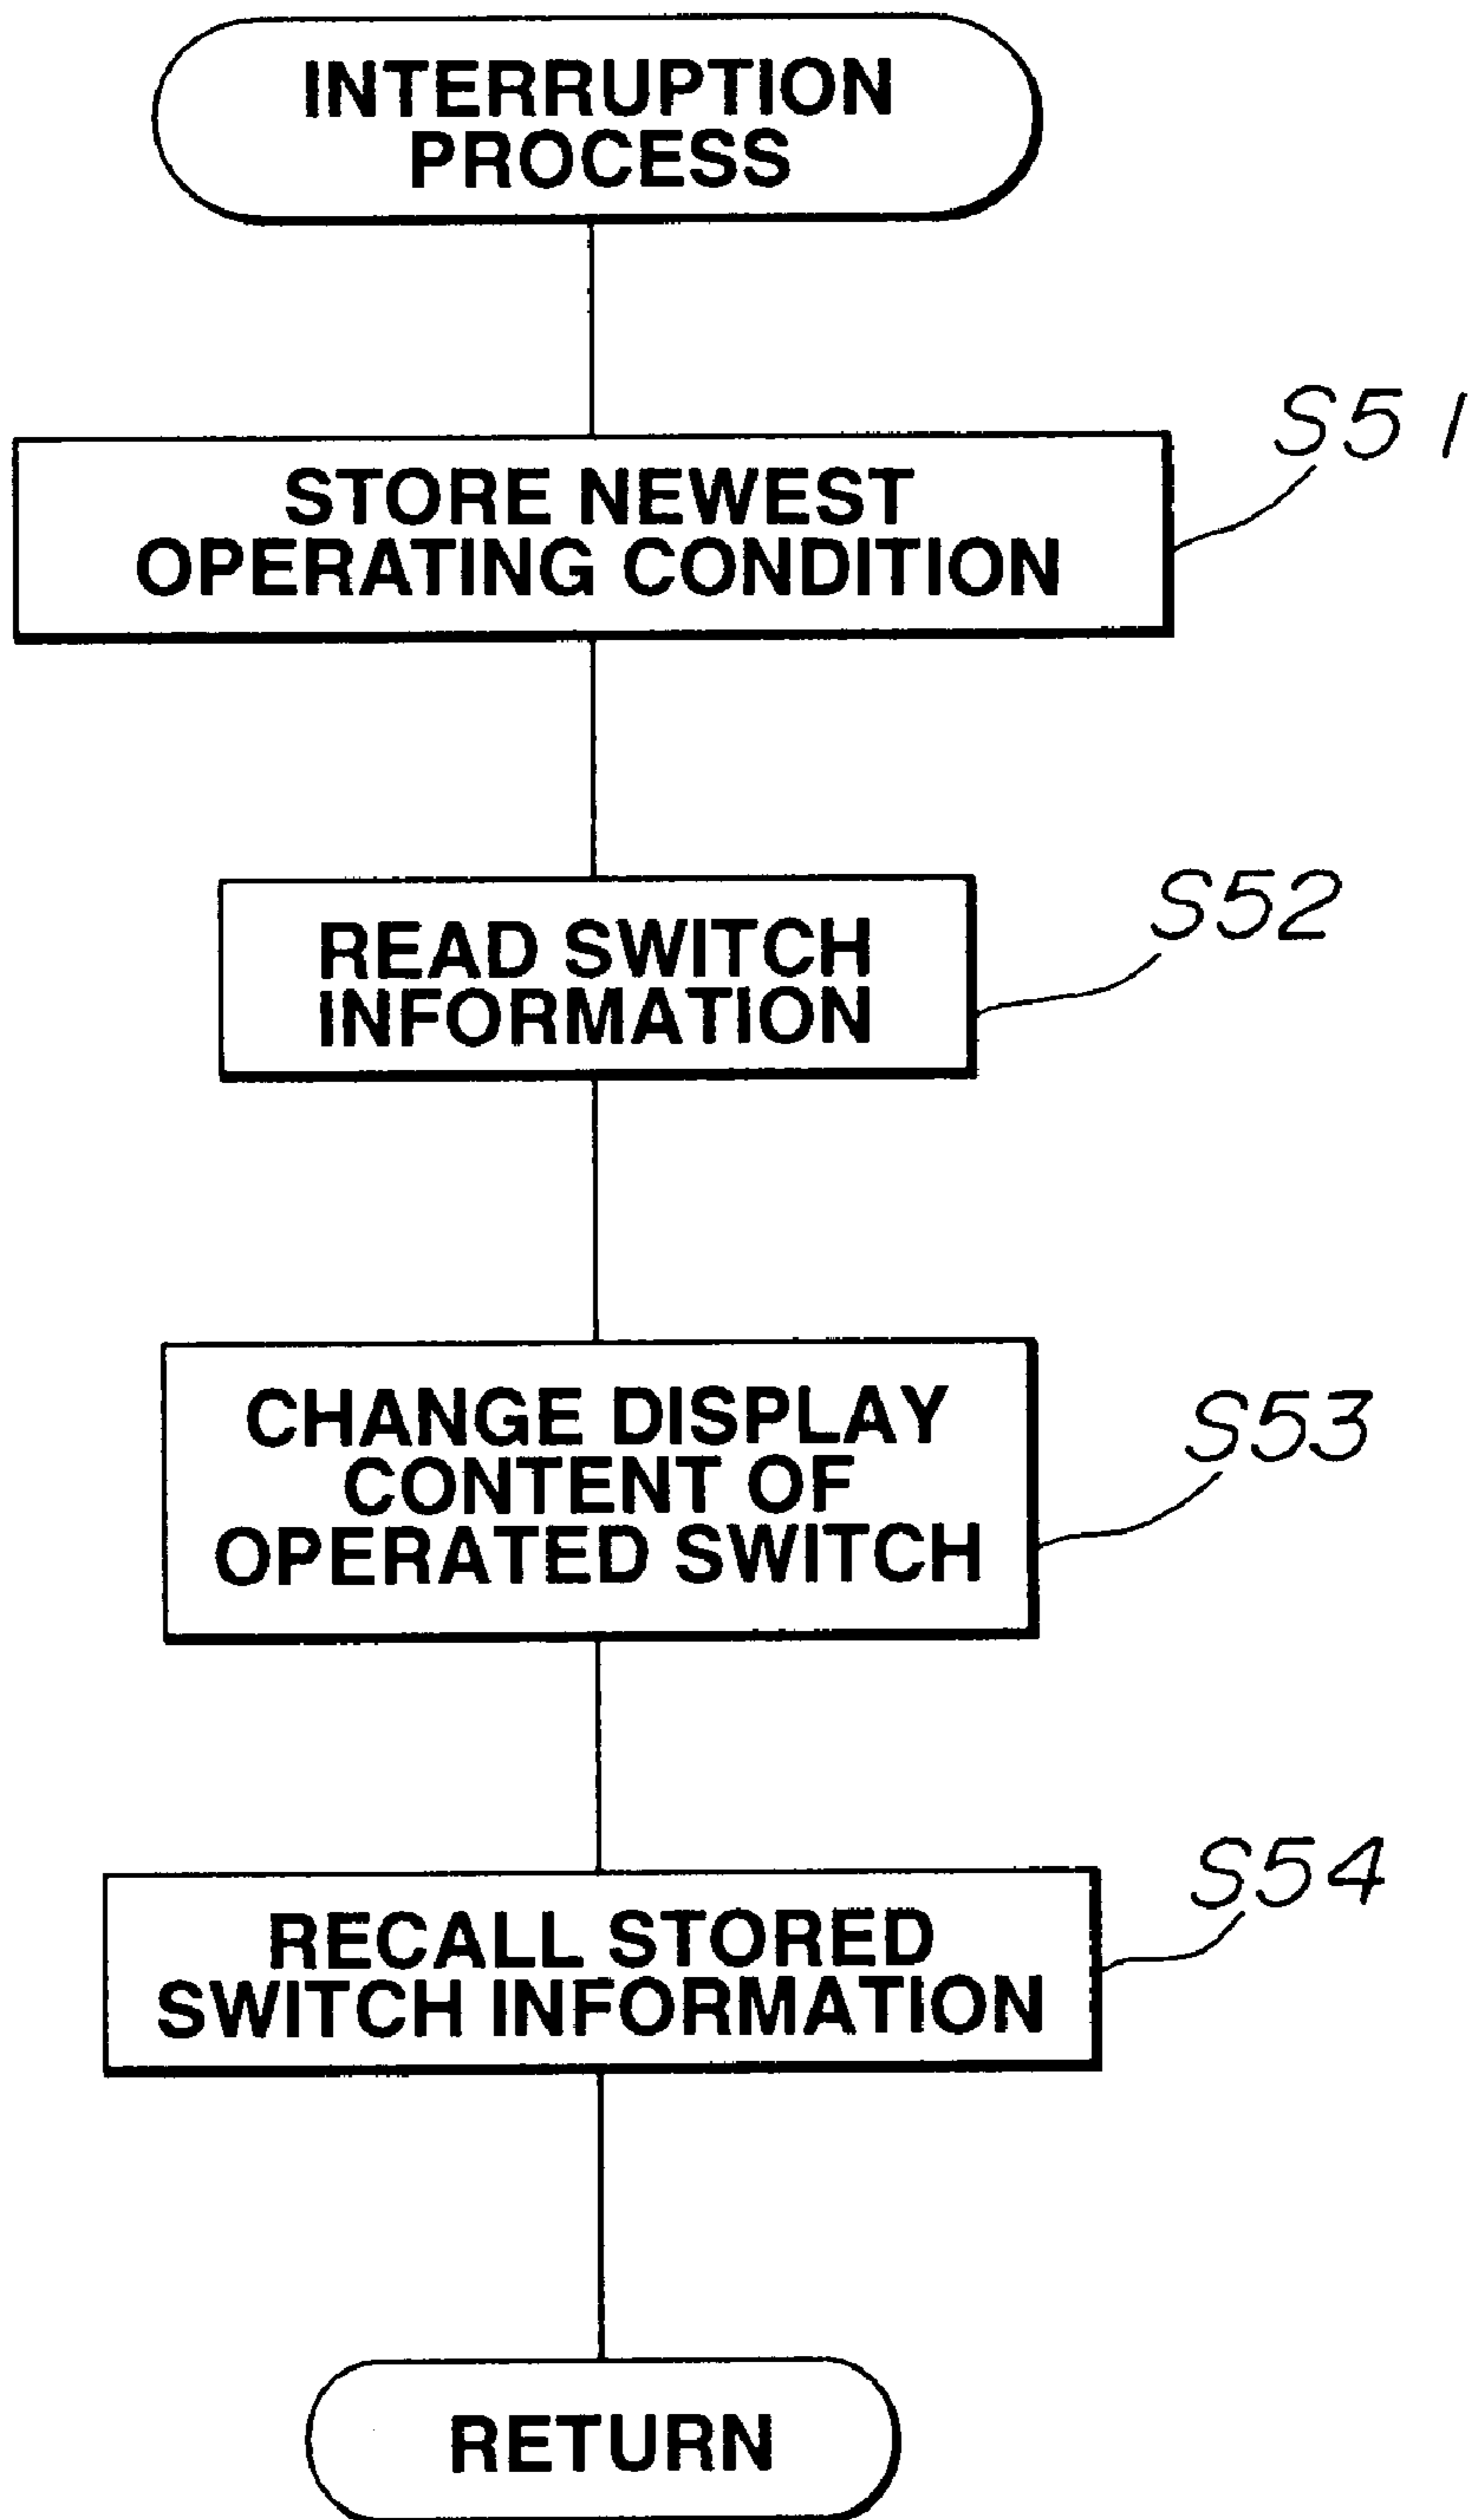 INTERRUPTION
PROCESS
S51
STORE NEWEST
OPERATING CONDITION
S52
READ SWITCH
INFORMATION
S53
CHANGE DISPLAY
CONTENT OF
OPERATED SWITCH
S54
RECALL STORED
SWITCH INFORMATION
RETURN